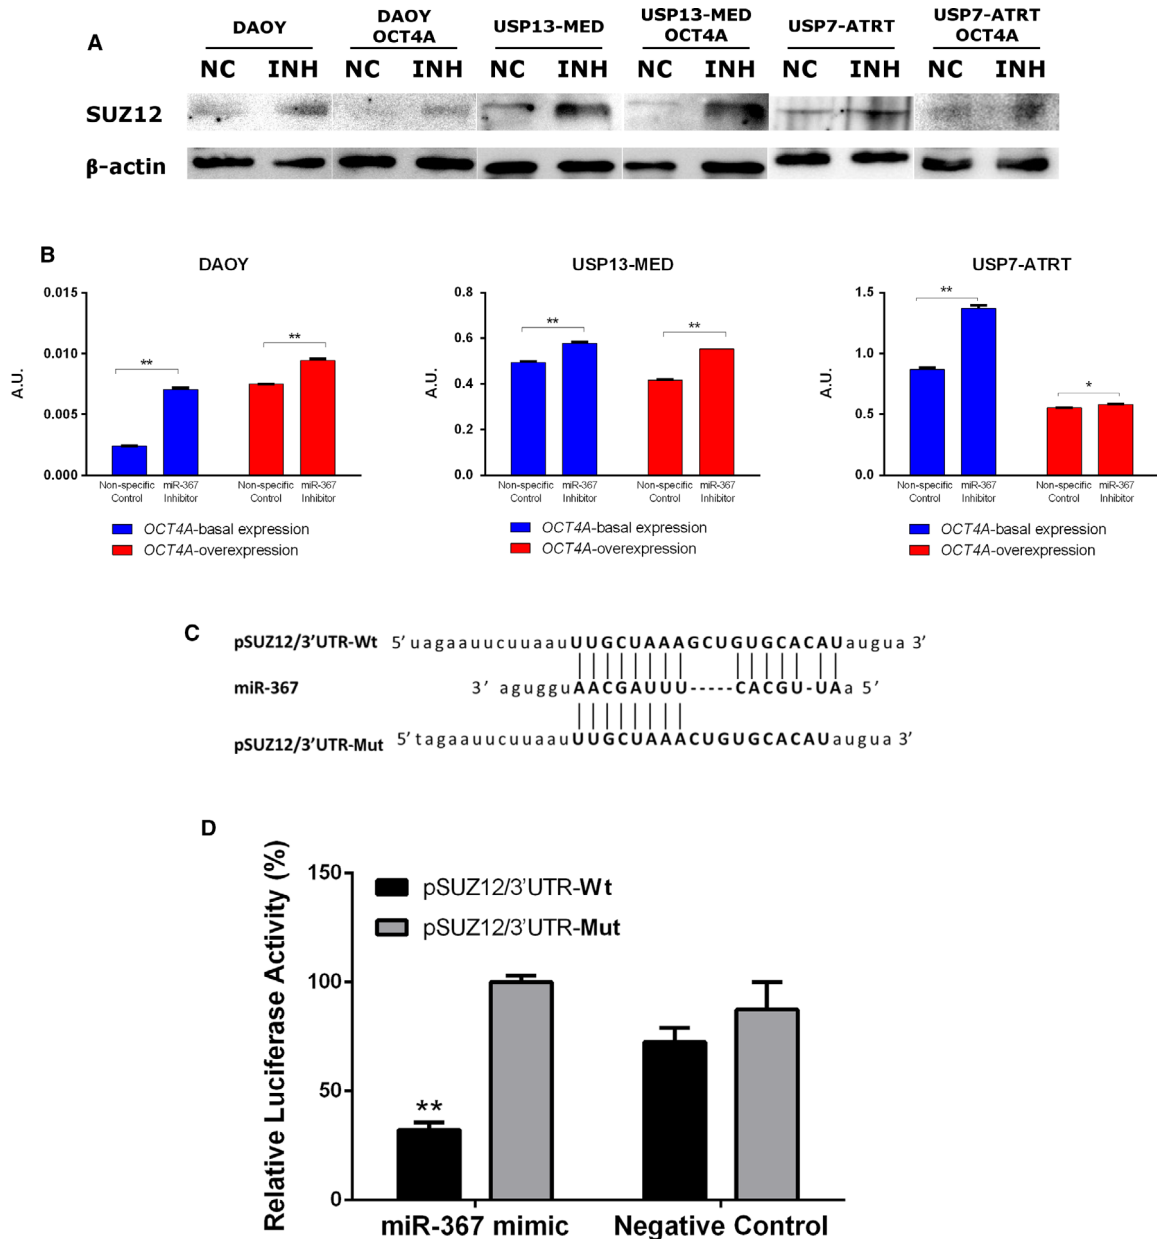 A
DAOY
DAOY OCT4A
USP13-MED
USP13-MED OCT4A
USP7-ATRT
USP7-ATRT OCT4A
NC INH NC INH NC INH NC INH NC INH NC INH
SUZ12
β-actin
B
DAOY
0.015
0.010
0.005
0.000
A.U.
**
**
Non-specific Control
miR-367 Inhibitor
Non-specific Control
miR-367 Inhibitor
OCT4A-basal expression
OCT4A-overexpression
USP13-MED
0.8
0.6
0.4
0.2
0.0
A.U.
**
**
Non-specific Control
miR-367 Inhibitor
Non-specific Control
miR-367 Inhibitor
OCT4A-basal expression
OCT4A-overexpression
USP7-ATRT
1.5
1.0
0.5
0.0
A.U.
**
*
Non-specific Control
miR-367 Inhibitor
Non-specific Control
miR-367 Inhibitor
OCT4A-basal expression
OCT4A-overexpression
C
pSUZ12/3'UTR-Wt 5' uagaauucuuaauUUGCUAAAGCUGUGCACAUaugua 3'
miR-367 3' agugguAACGAUUU-----CACGU-UAa 5'
pSUZ12/3'UTR-Mut 5' tagaauucuuaauUUGCUAAACUGUGCACAUaugua 3'
D
Relative Luciferase Activity (%)
150
100
50
0
pSUZ12/3'UTR-Wt
pSUZ12/3'UTR-Mut
**
miR-367 mimic
Negative Control